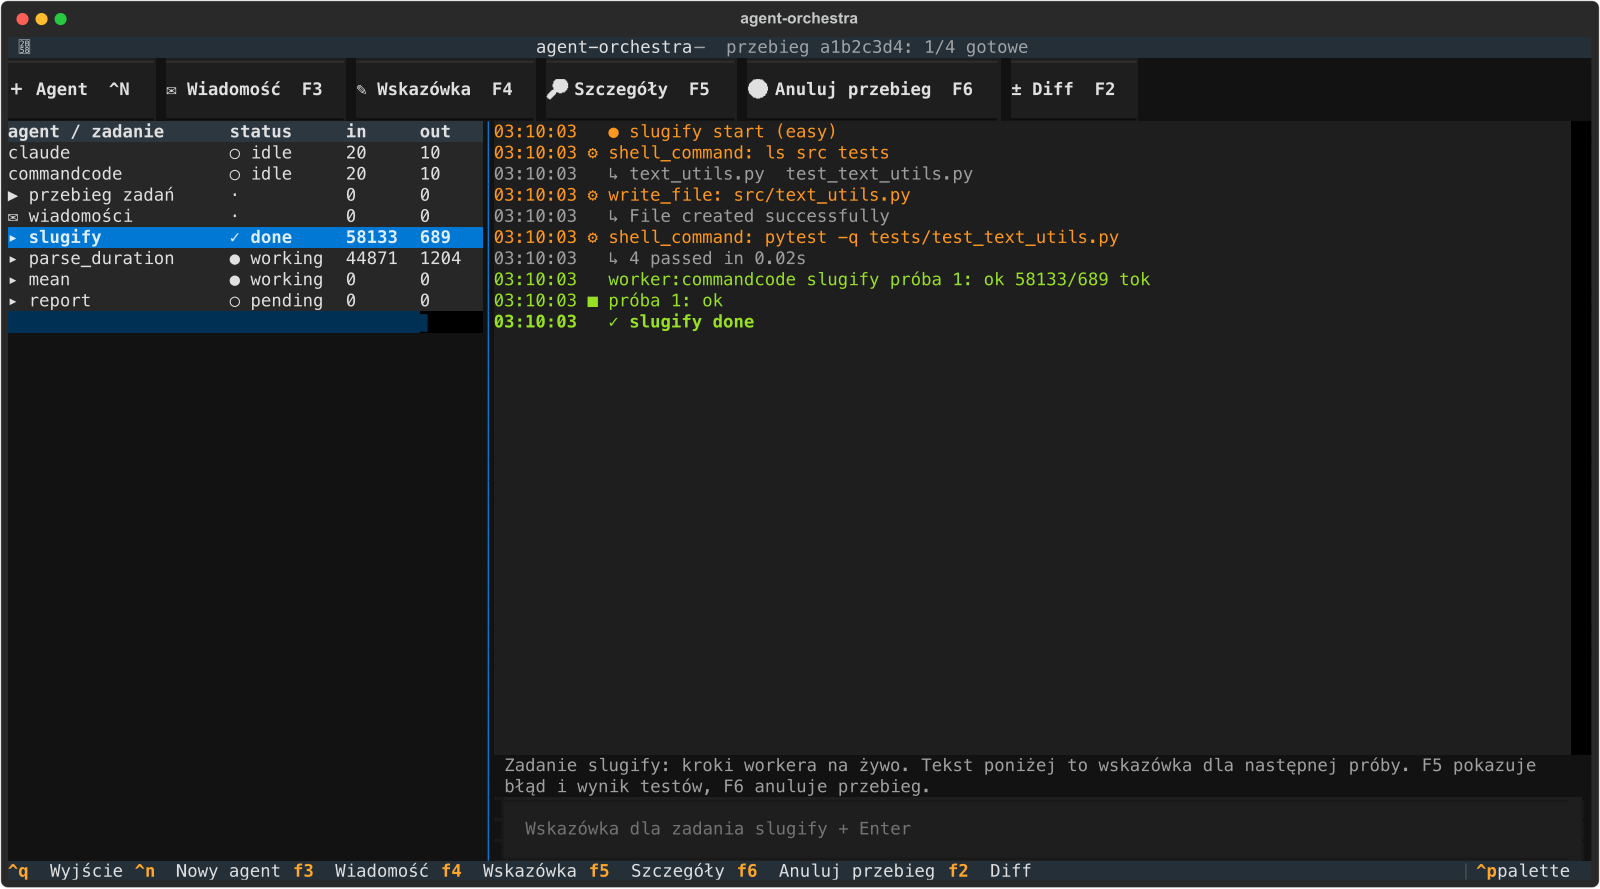 agent-orchestra
agent-orchestra— przebieg a1b2c3d4: 1/4 gotowe
+ Agent ^N ✉ Wiadomość F3 ✎ Wskazówka F4 🔎 Szczegóły F5 ⬤ Anuluj przebieg F6 ± Diff F2
agent / zadanie status in out
claude ○ idle 20 10
commandcode ○ idle 20 10
▶ przebieg zadań · 0 0
✉ wiadomości · 0 0
▸ slugify ✓ done 58133 689
▸ parse_duration ● working 44871 1204
▸ mean ● working 0 0
▸ report ○ pending 0 0
03:10:03 ● slugify start (easy)
03:10:03 ⚙ shell_command: ls src tests
03:10:03 ↳ text_utils.py test_text_utils.py
03:10:03 ⚙ write_file: src/text_utils.py
03:10:03 ↳ File created successfully
03:10:03 ⚙ shell_command: pytest -q tests/test_text_utils.py
03:10:03 ↳ 4 passed in 0.02s
03:10:03 worker:commandcode slugify próba 1: ok 58133/689 tok
03:10:03 ■ próba 1: ok
03:10:03 ✓ slugify done
Zadanie slugify: kroki workera na żywo. Tekst poniżej to wskazówka dla następnej próby. F5 pokazuje
błąd i wynik testów, F6 anuluje przebieg.
Wskazówka dla zadania slugify + Enter
^q Wyjście ^n Nowy agent f3 Wiadomość f4 Wskazówka f5 Szczegóły f6 Anuluj przebieg f2 Diff ^ppalette